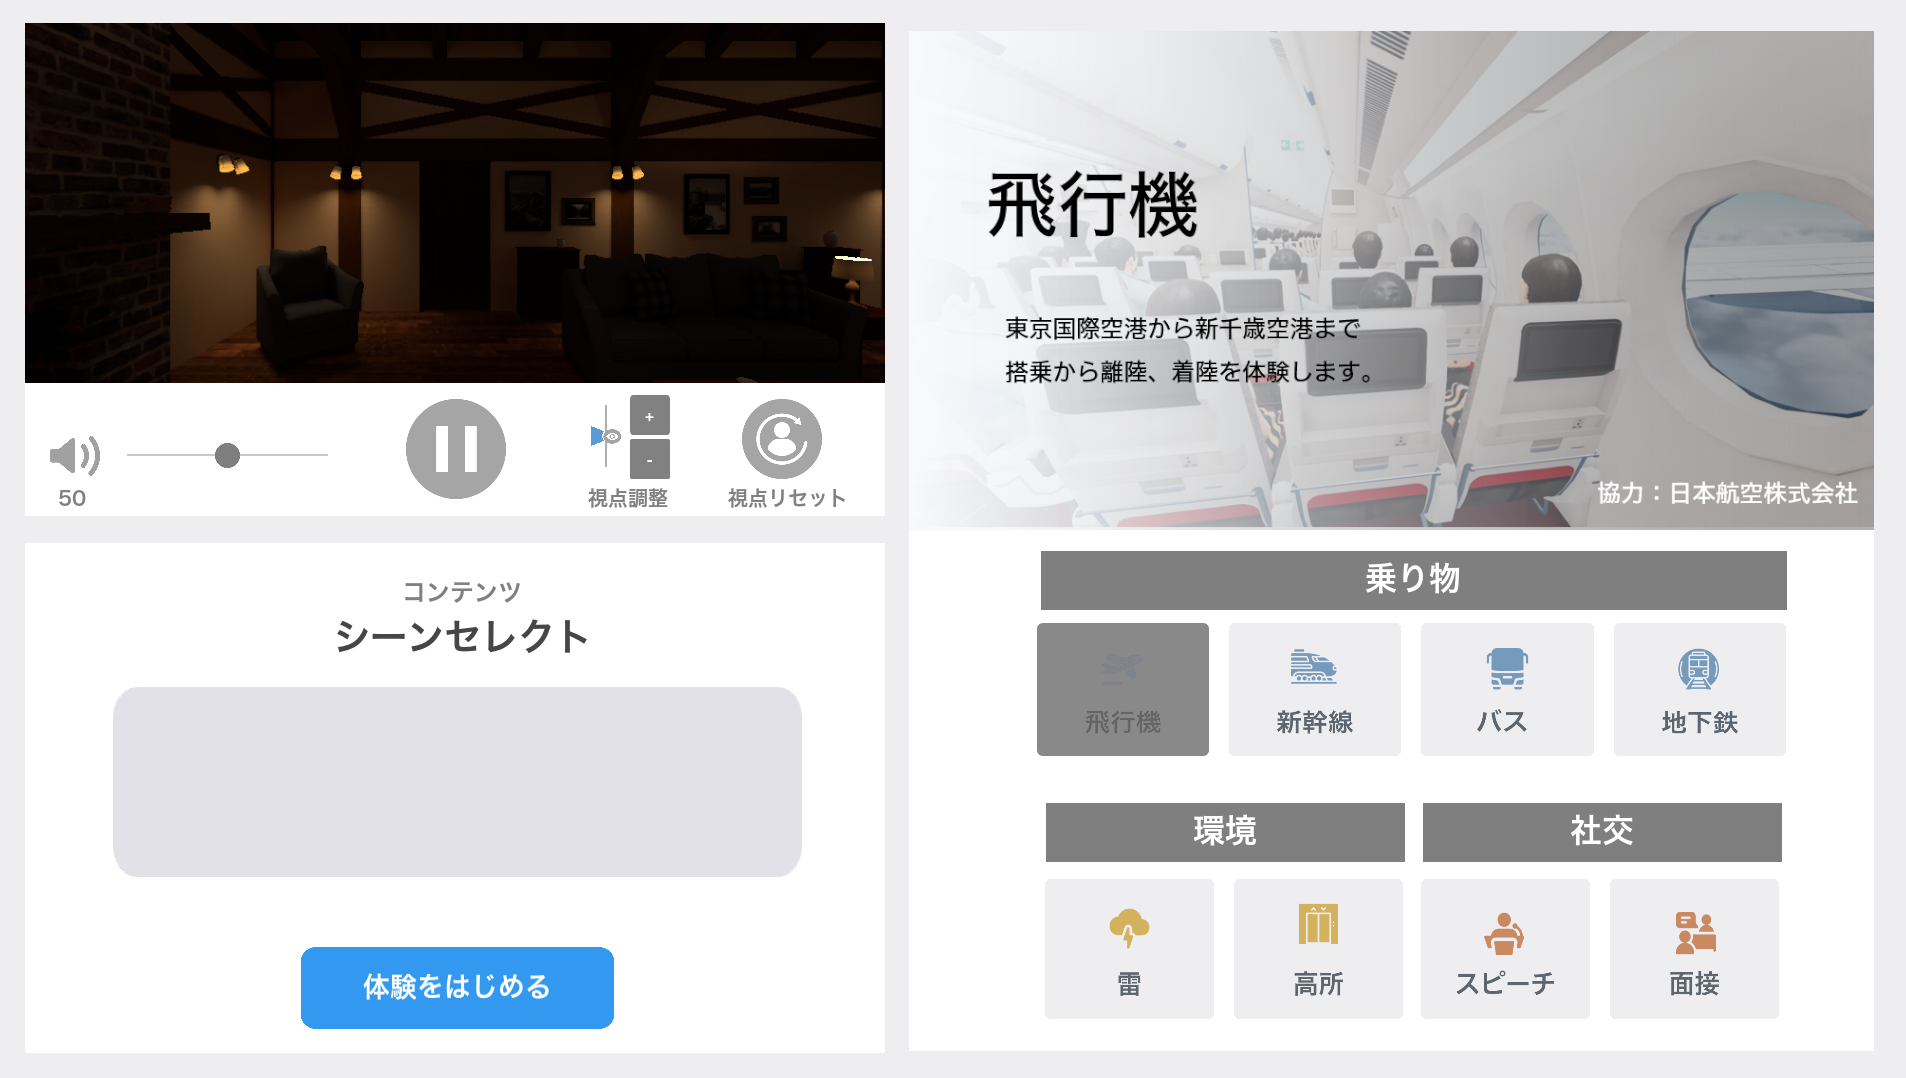 50
+
-
視点調整
視点リセット
コンテンツ
シーンセレクト
体験をはじめる
飛行機
東京国際空港から新千歳空港まで
搭乗から離陸、着陸を体験します。
協力：日本航空株式会社
乗り物
飛行機
新幹線
バス
地下鉄
環境
社交
雷
高所
スピーチ
面接